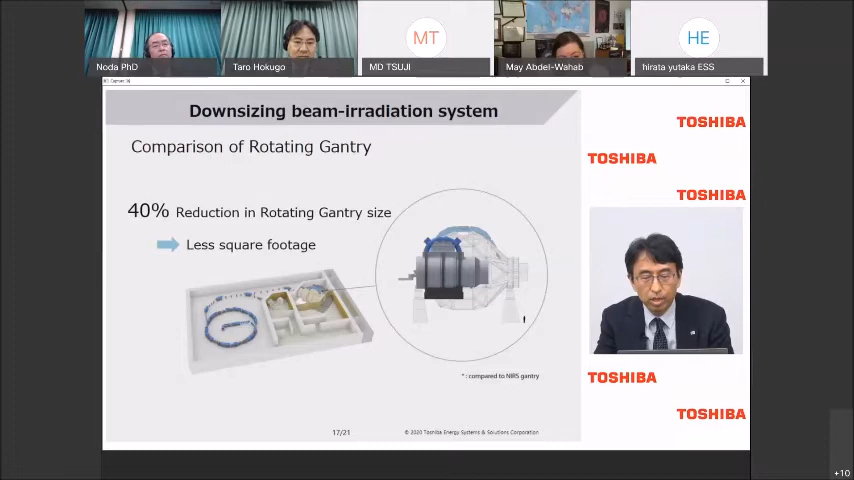 MT
HE
Noda PhD
Taro Hokugo
MD TSUJI
May Abdel-Wahab
hirata yutaka ESS
Downsizing beam-irradiation system
Comparison of Rotating Gantry
40% Reduction in Rotating Gantry size
Less square footage
* : compared to NIRS gantry
17/21
© 2020 Toshiba Energy Systems & Solutions Corporation
TOSHIBA
TOSHIBA
TOSHIBA
TOSHIBA
TOSHIBA
+10